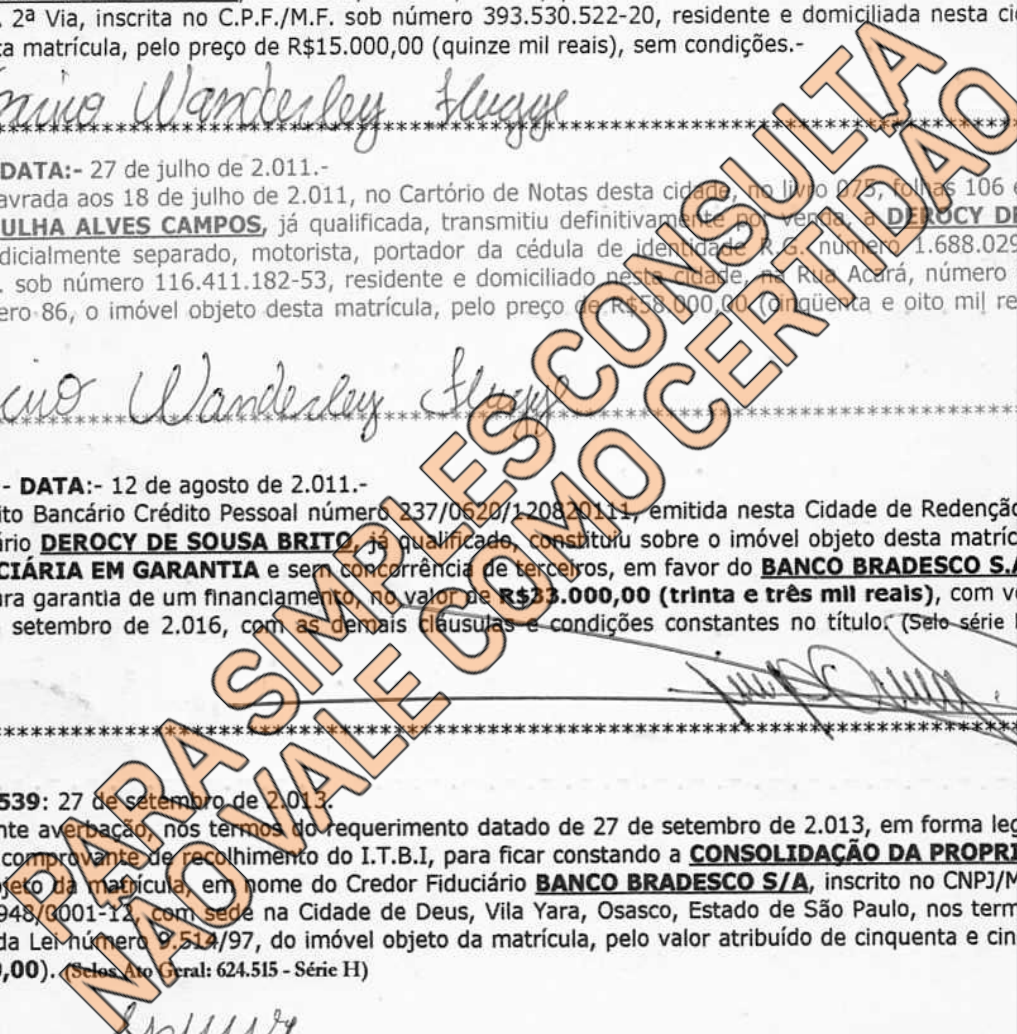 2ª Via, inscrita no C.P.F./M.F. sob número 393.530.522-20, residente e domiciliada nesta
ta matrícula, pelo preço de R$15.000,00 (quinze mil reais), sem condições.-
Wanderley
DATA:- 27 de julho de 2.011.-
avrada aos 18 de julho de 2.011, no Cartório de Notas desta cidade, no livro 075, folhas 106
ULHA ALVES CAMPOS, já qualificada, transmitiu definitivamente por venda, a DEROCY DE
dicialmente separado, motorista, portador da cédula de identidade R.G. número 1.688.029
. sob número 116.411.182-53, residente e domiciliado nesta cidade, na Rua Acará, número
ero 86, o imóvel objeto desta matrícula, pelo preço de R$58.000,00 (cinqüenta e oito mil re
Wanderley
- DATA:- 12 de agosto de 2.011.-
ito Bancário Crédito Pessoal número 237/0620/120820111, emitida nesta Cidade de Redenção
ário DEROCY DE SOUSA BRITO, já qualificado, constituiu sobre o imóvel objeto desta matríc
CIÁRIA EM GARANTIA e sem concorrência de terceiros, em favor do BANCO BRADESCO S.A
ara garantia de um financiamento, no valor de R$33.000,00 (trinta e três mil reais), com v
setembro de 2.016, com as demais cláusulas e condições constantes no título. (Selo série
539: 27 de setembro de 2.013.
nte averbação, nos termos do requerimento datado de 27 de setembro de 2.013, em forma leg
comprovante de recolhimento do I.T.B.I, para ficar constando a CONSOLIDAÇÃO DA PROPRI
jeto da matrícula, em nome do Credor Fiduciário BANCO BRADESCO S/A, inscrito no CNPJ/M
948/0001-12, com sede na Cidade de Deus, Vila Yara, Osasco, Estado de São Paulo, nos term
da Lei número 9.514/97, do imóvel objeto da matrícula, pelo valor atribuído de cinquenta e cin
0,00). (Selos Ato Geral: 624.515 - Série H)
PARA SIMPLES CONSULTA
NÃO VALE COMO CERTIDÃO